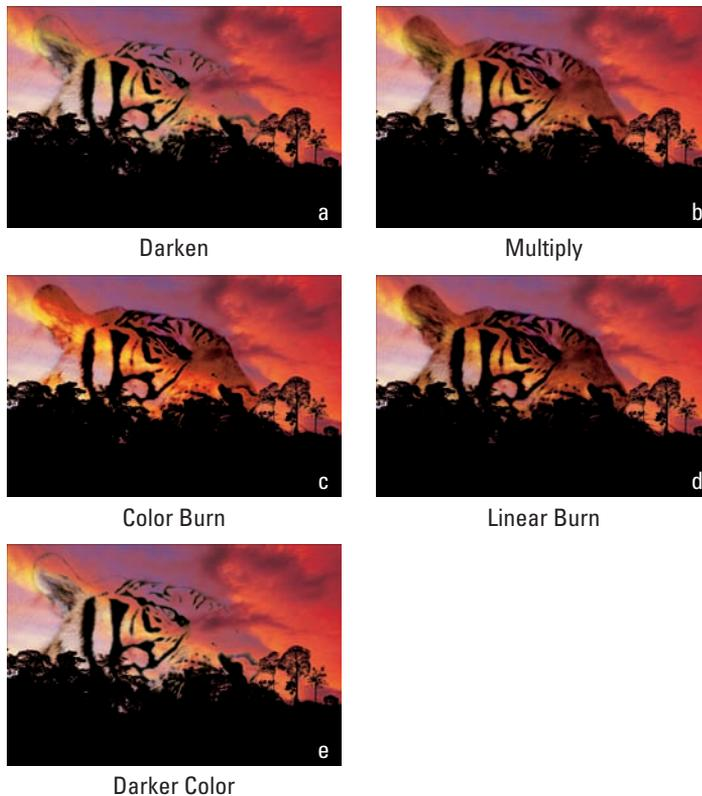 a
b
Darken
Multiply
c
d
Color Burn
Linear Burn
e
Darker Color